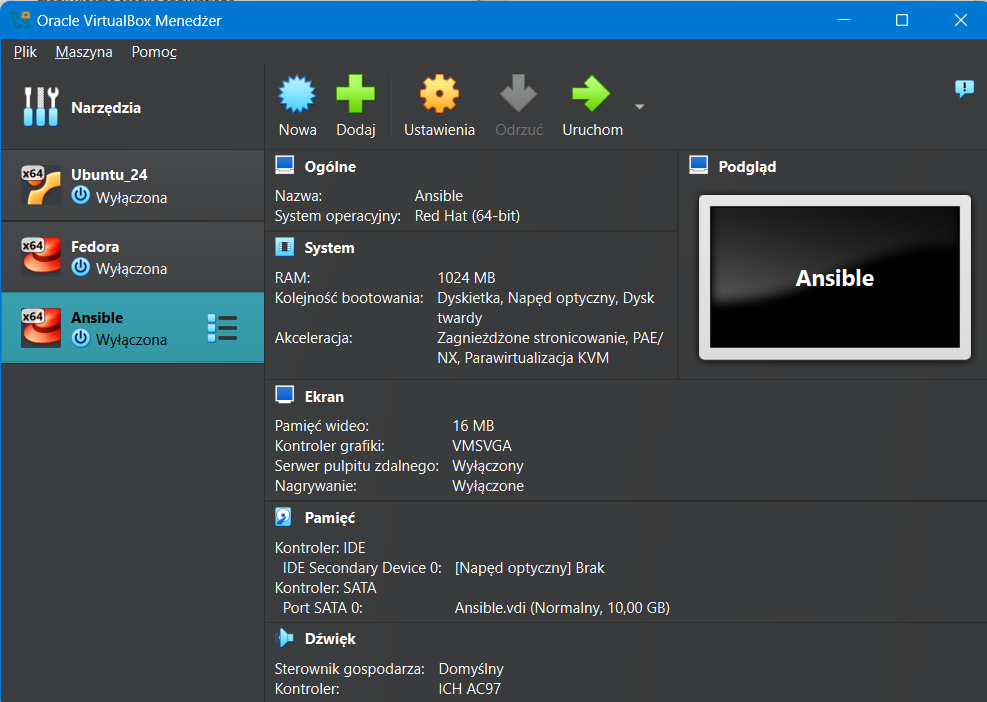 Oracle VirtualBox Menedżer
Plik Maszyna Pomoc
Narzędzia
Nowa Dodaj Ustawienia Odrzuć Uruchom
x64 Ubuntu_24
Wyłączona
x64 Fedora
Wyłączona
x64 Ansible
Wyłączona
Ogólne
Nazwa: Ansible
System operacyjny: Red Hat (64-bit)
System
RAM: 1024 MB
Kolejność bootowania: Dyskietka, Napęd optyczny, Dysk
twardy
Akceleracja: Zagnieżdżone stronicowanie, PAE/
NX, Parawirtualizacja KVM
Podgląd
Ansible
Ekran
Pamięć wideo: 16 MB
Kontroler grafiki: VMSVGA
Serwer pulpitu zdalnego: Wyłączony
Nagrywanie: Wyłączone
Pamięć
Kontroler: IDE
IDE Secondary Device 0: [Napęd optyczny] Brak
Kontroler: SATA
Port SATA 0: Ansible.vdi (Normalny, 10,00 GB)
Dźwięk
Sterownik gospodarza: Domyślny
Kontroler: ICH AC97